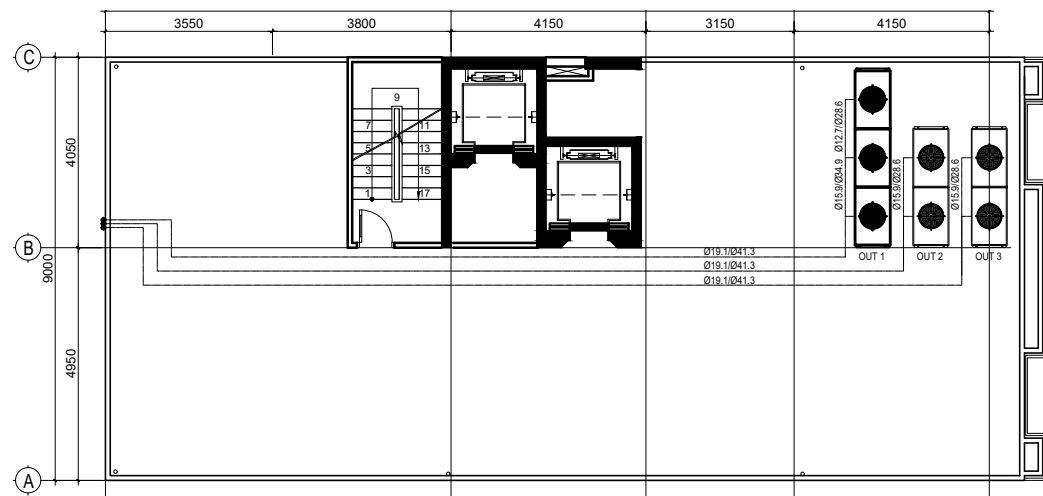 3550 3800 4150 3150 4150
C
9
7 11
5 13
3 15
1 17
4050
Ø12.7/Ø28.6
Ø15.9/Ø34.9
Ø15.9/Ø28.6
Ø15.9/Ø28.6
B
9000
Ø19.1/Ø41.3
OUT 1 OUT 2 OUT 3
Ø19.1/Ø41.3
Ø19.1/Ø41.3
4950
A